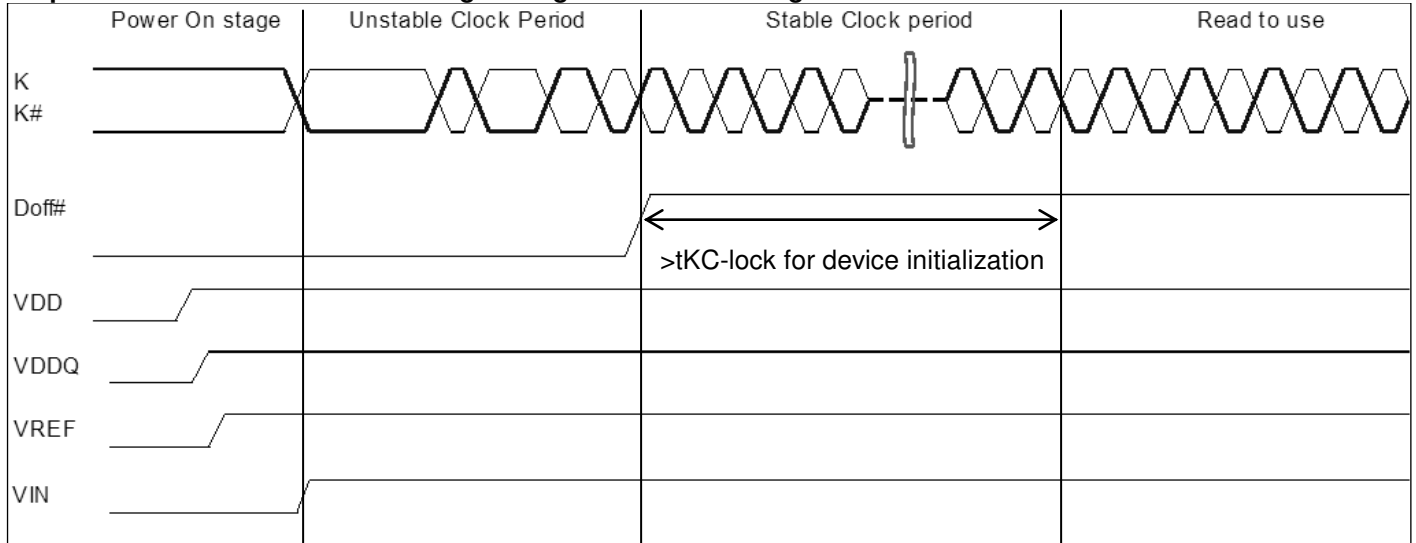 Power On stage Unstable Clock Period Stable Clock period Read to use
K
K#
Doff#
>tKC-lock for device initialization
VDD
VDDQ
VREF
VIN